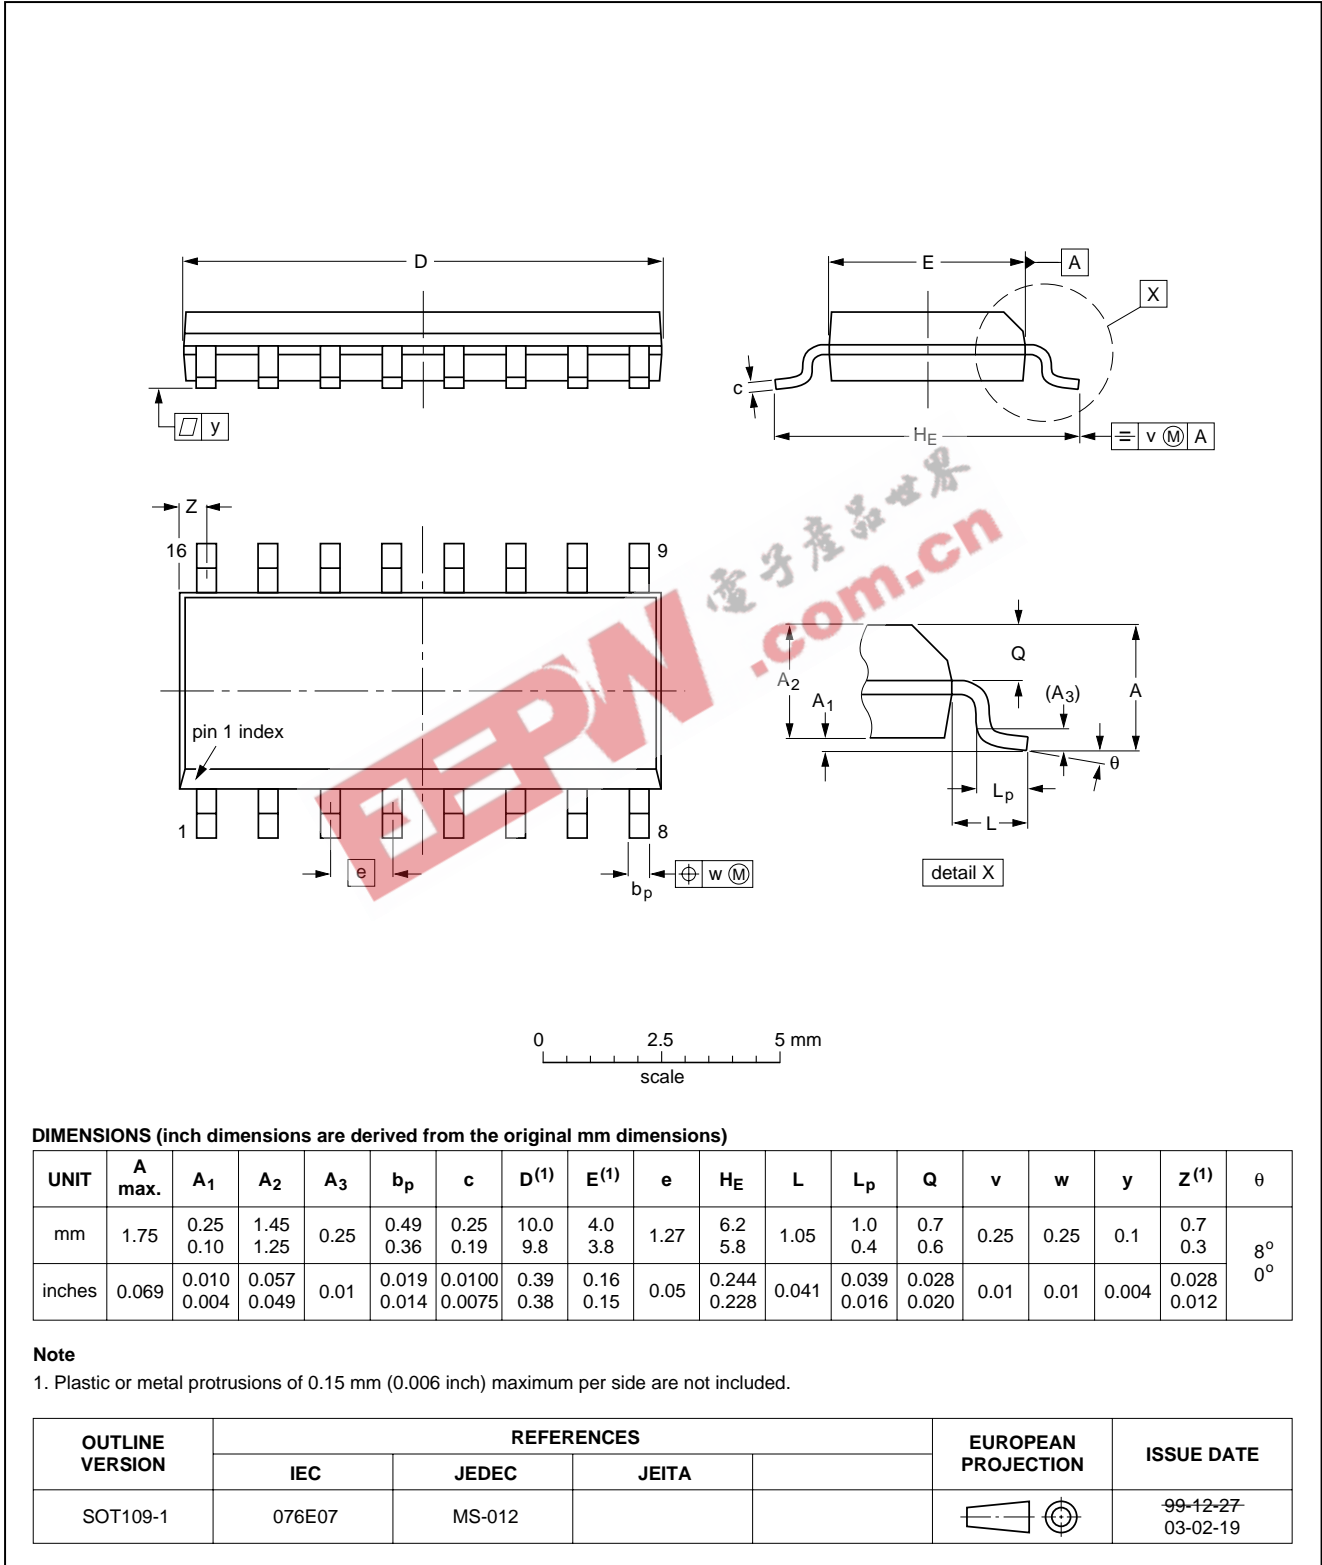 D
E
A
X
c
y
HE
v M A
Z
16
9
電子產品世界
.com.cn
EEPW
pin 1 index
1
8
e
bp
w M
A2
A1
Q
(A3)
A
θ
Lp
L
detail X
0 2.5 5 mm
scale
DIMENSIONS (inch dimensions are derived from the original mm dimensions)
UNIT A max. A1 A2 A3 bp c D(1) E(1) e HE L Lp Q v w y Z(1) θ
mm 1.75 0.25 0.10 1.45 1.25 0.25 0.49 0.36 0.25 0.19 10.0 9.8 4.0 3.8 1.27 6.2 5.8 1.05 1.0 0.4 0.7 0.6 0.25 0.25 0.1 0.7 0.3 8o 0o
inches 0.069 0.010 0.004 0.057 0.049 0.01 0.019 0.014 0.0100 0.0075 0.39 0.38 0.16 0.15 0.05 0.244 0.228 0.041 0.039 0.016 0.028 0.020 0.01 0.01 0.004 0.028 0.012
Note
1. Plastic or metal protrusions of 0.15 mm (0.006 inch) maximum per side are not included.
OUTLINE VERSION REFERENCES EUROPEAN PROJECTION ISSUE DATE
IEC JEDEC JEITA
SOT109-1 076E07 MS-012 99-12-27
03-02-19